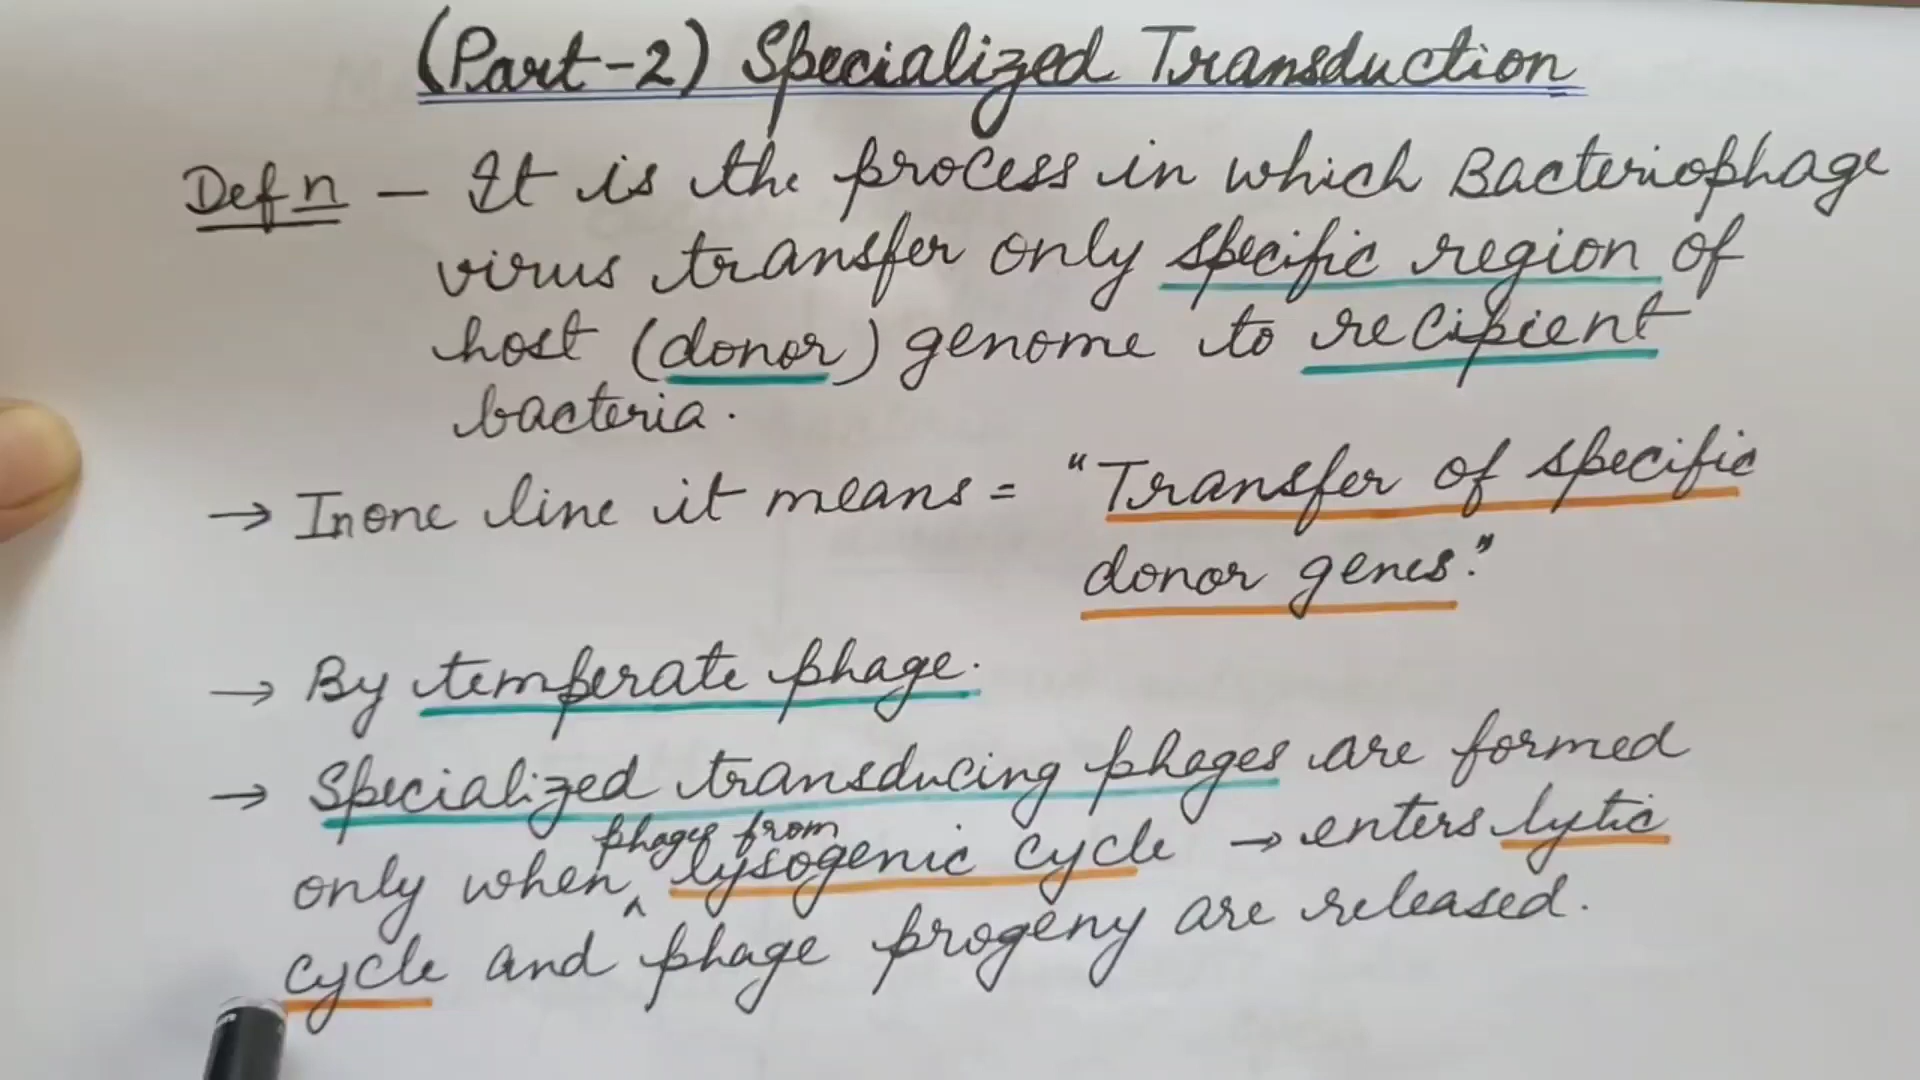 (Part-2) Specialized Transduction
Defn - It is the process in which Bacteriophage
virus transfer only specific region of
host (donor) genome to recipient
bacteria.
→ In one line it means = "Transfer of specific
donor genes."
→ By temperate phage.
→ Specialized transducing phages are formed
only when ^ phages from lysogenic cycle → enters lytic
cycle and phage progeny are released.